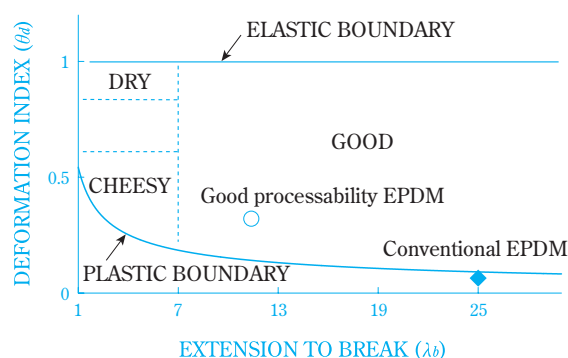 ELASTIC BOUNDARY
DEFORMATION INDEX (θd)
1
DRY
GOOD
0.5
CHEESY
Good processability EPDM
Conventional EPDM
PLASTIC BOUNDARY
0
1 7 13 19 25
EXTENSION TO BREAK (λb)